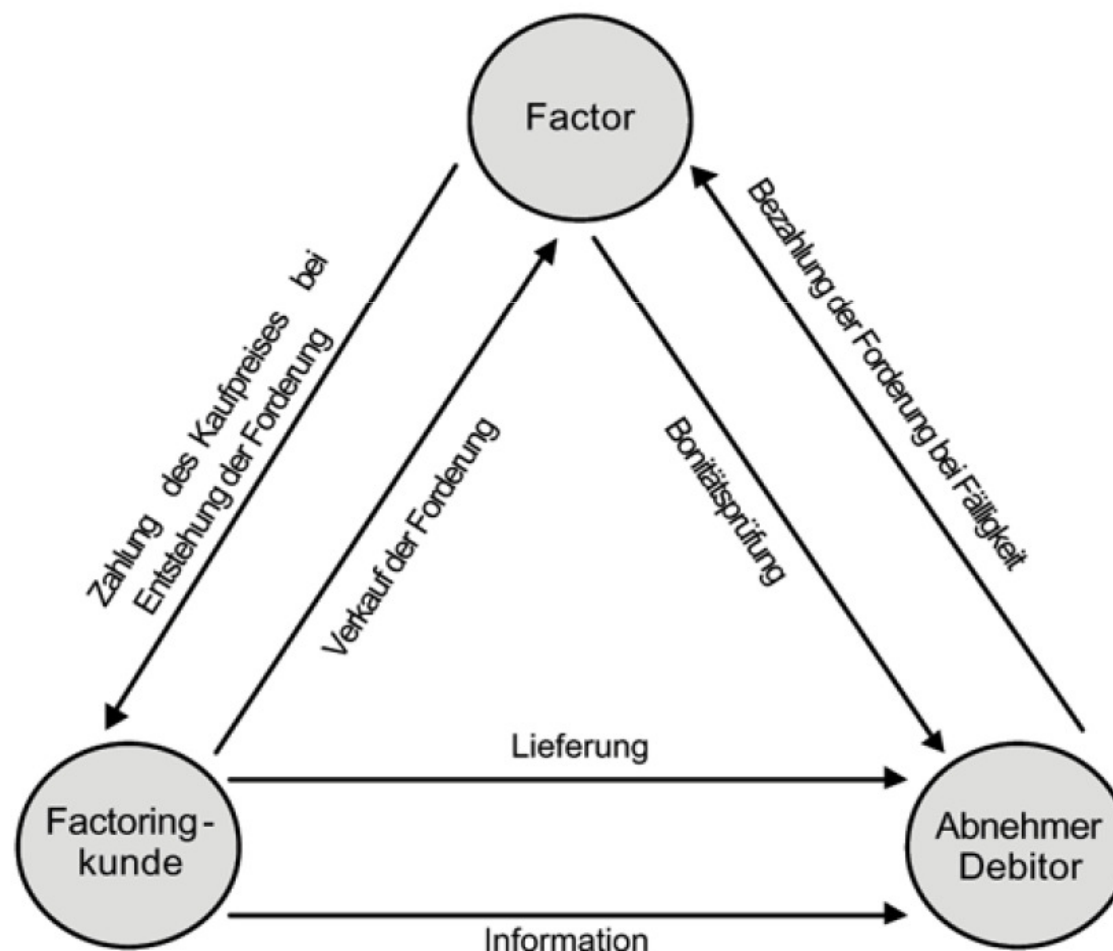 Factor
Zahlung des Kaufpreises bei
Entstehung der Forderung
Verkauf der Forderung
Bonitätsprüfung
Bezahlung der Forderung bei Fälligkeit
Lieferung
Factoring-
kunde
Abnehmer
Debitor
Information